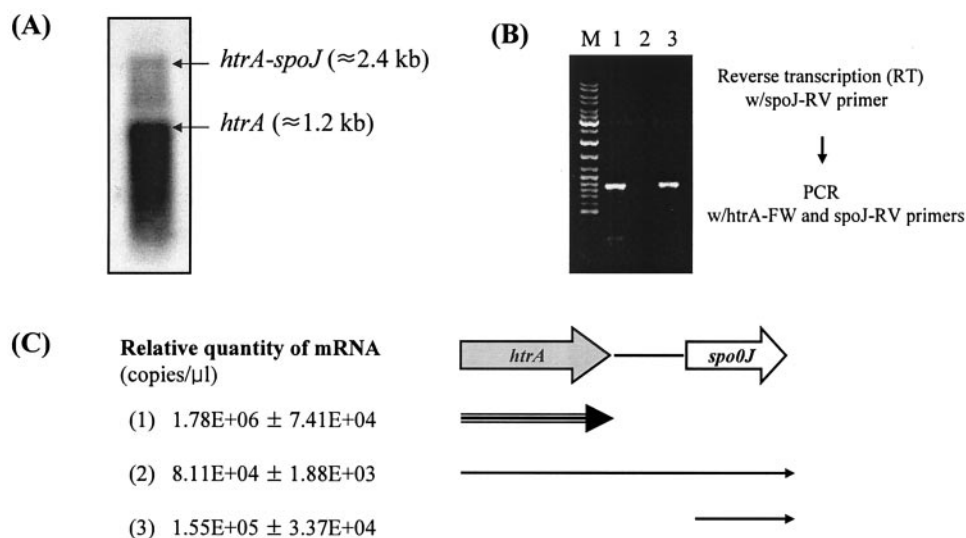 (A)
htrA-spoJ (≈2.4 kb)
htrA (≈1.2 kb)
(B)
M 1 2 3
Reverse transcription (RT)
w/spoJ-RV primer
PCR
w/htrA-FW and spoJ-RV primers
(C)
Relative quantity of mRNA
(copies/μl)
htrA
spo0J
(1) 1.78E+06 ± 7.41E+04
(2) 8.11E+04 ± 1.88E+03
(3) 1.55E+05 ± 3.37E+04